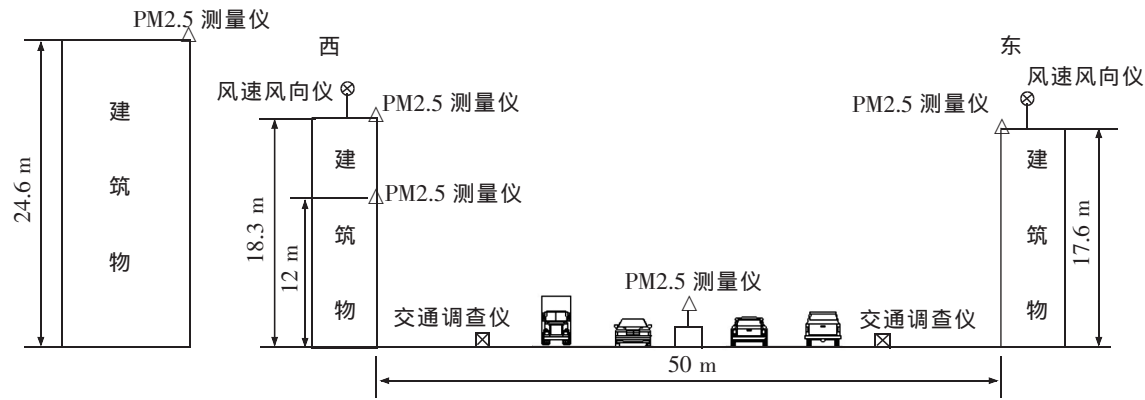 PM2.5 测量仪
西
东
风速风向仪
风速风向仪
PM2.5 测量仪
PM2.5 测量仪
建筑物
建筑物
建筑物
24.6 m
18.3 m
12 m
17.6 m
PM2.5 测量仪
PM2.5 测量仪
交通调查仪
交通调查仪
50 m